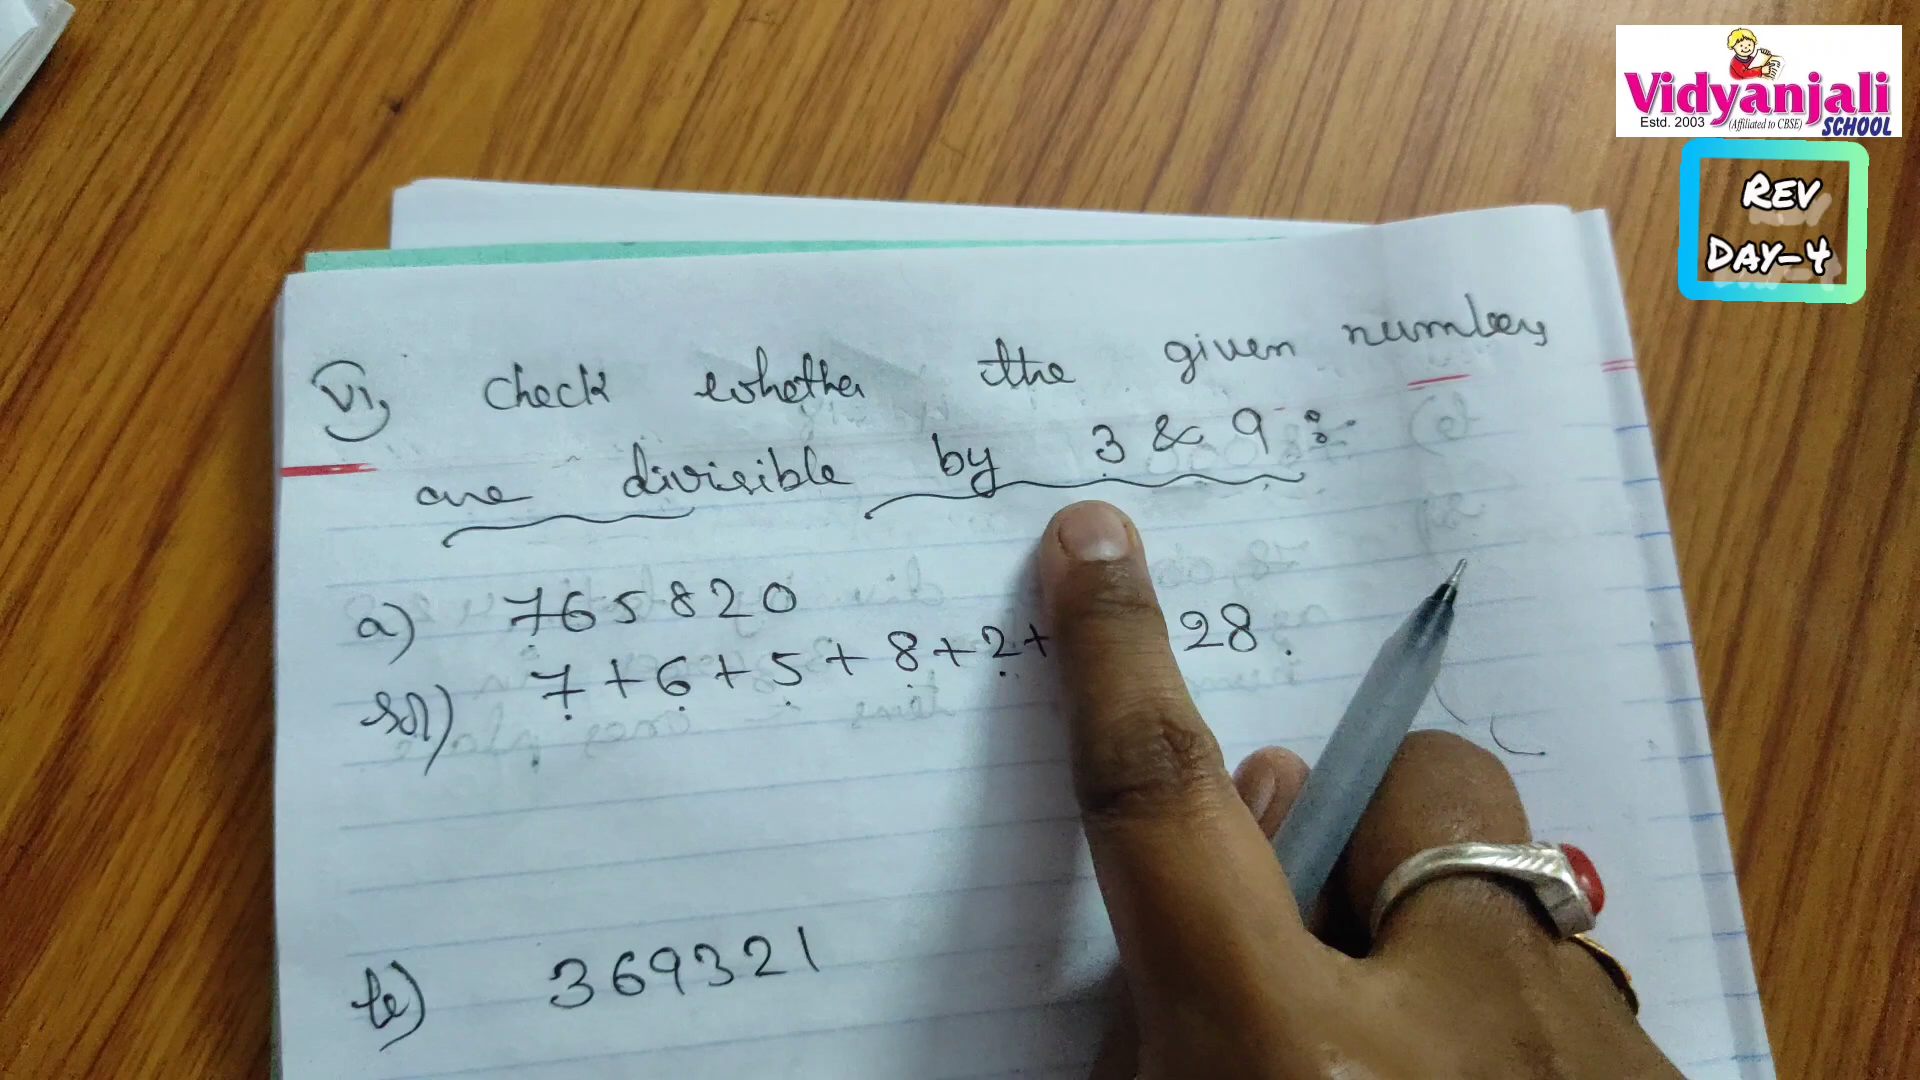 Vidyanjali
Estd. 2003 (Affiliated to CBSE) SCHOOL
REV
DAY-4
VI) Check whether the given numbers
are divisible by 3 & 9 :-
a) 765820
Sol) 7+6+5+8+2+ 28.
b) 369321